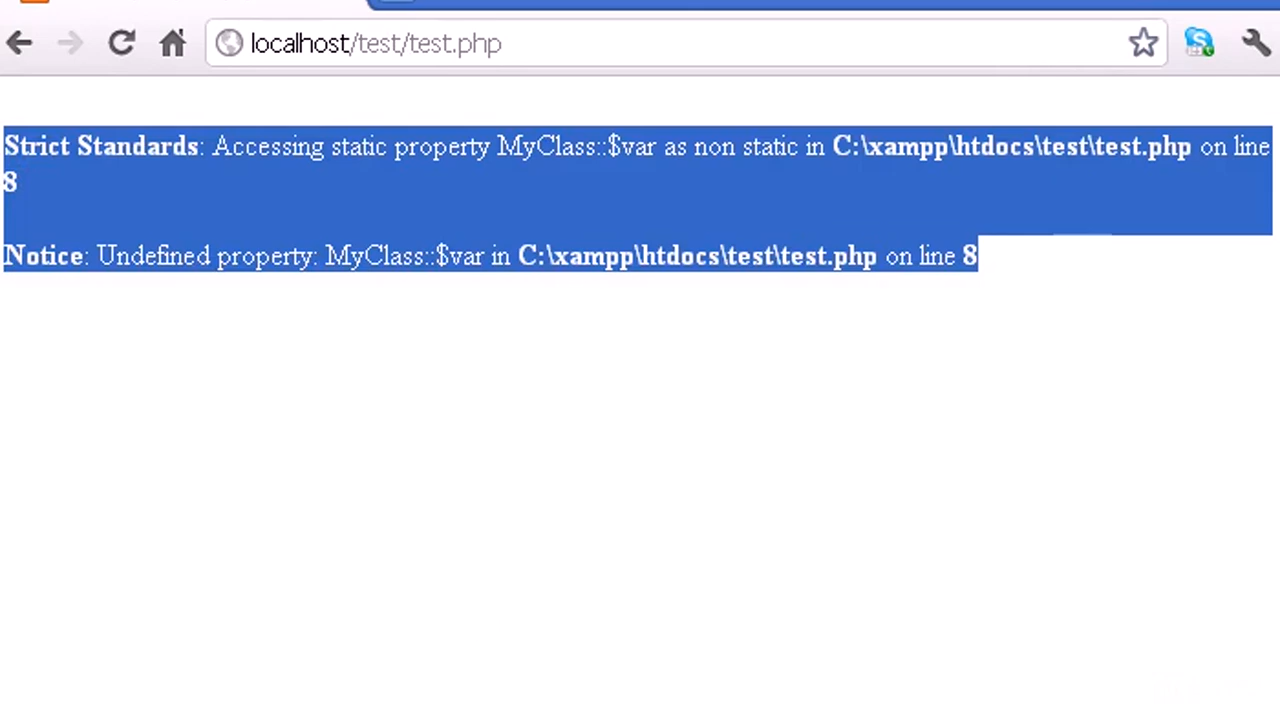 localhost/test/test.php
Strict Standards: Accessing static property MyClass::$var as non static in C:\xampp\htdocs\test\test.php on line
8
Notice: Undefined property: MyClass::$var in C:\xampp\htdocs\test\test.php on line 8